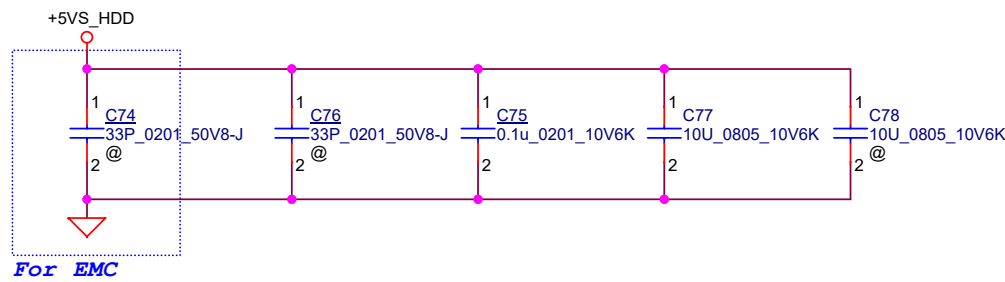 +5VS_HDD
1
C74
33P_0201_50V8-J
@
2
1
C76
33P_0201_50V8-J
@
2
1
C75
0.1u_0201_10V6K
2
1
C77
10U_0805_10V6K
2
1
C78
10U_0805_10V6K
@
2
For EMC